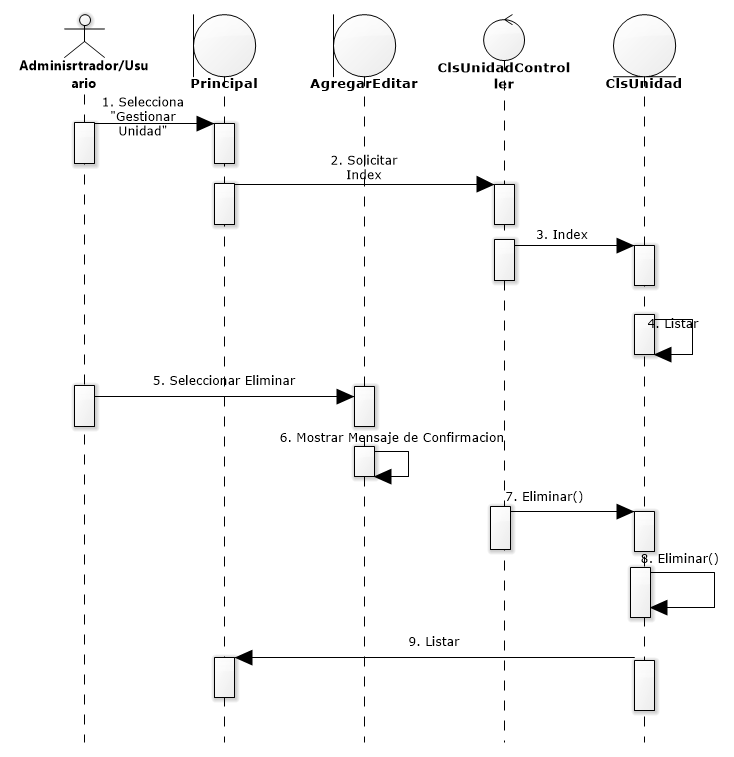 Adminisrtrador/Usu
ario
Principal
AgregarEditar
ClsUnidadControl
ler
ClsUnidad
1. Selecciona
"Gestionar
Unidad"
2. Solicitar
Index
3. Index
4. Listar
5. Seleccionar Eliminar
6. Mostrar Mensaje de Confirmacion
7. Eliminar()
8. Eliminar()
9. Listar